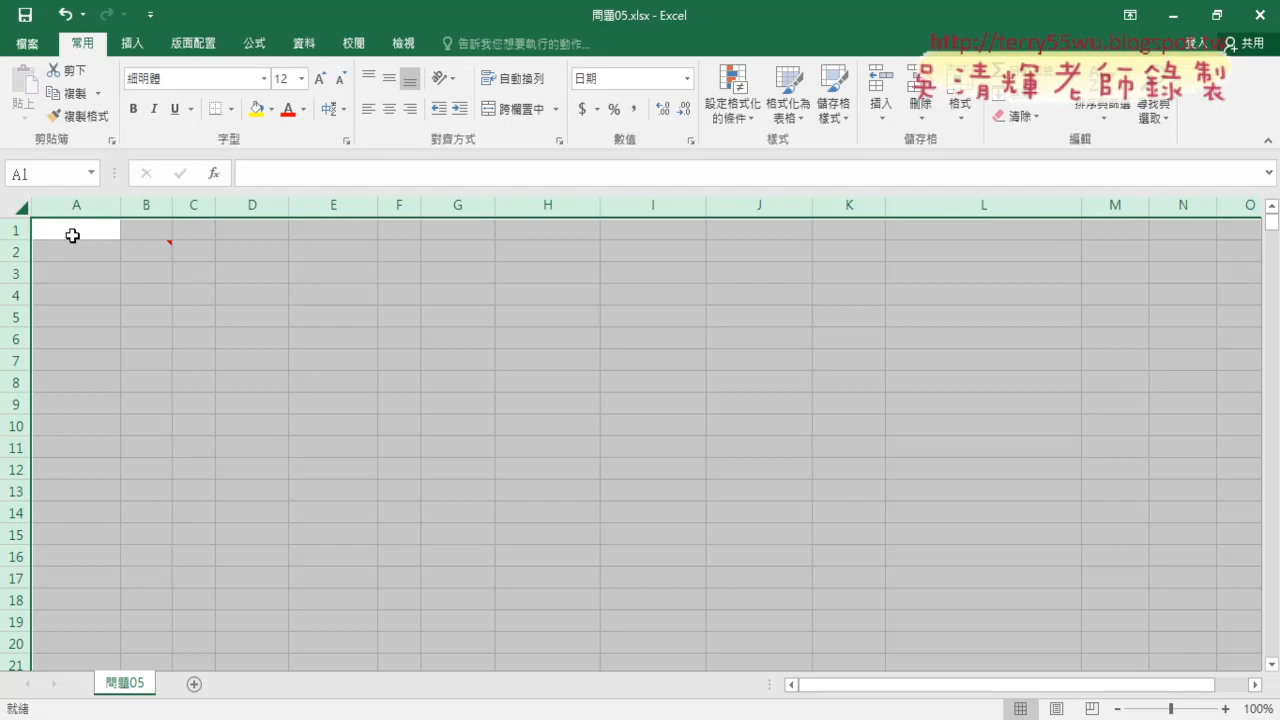 問題05.xlsx - Excel
檔案 常用 插入 版面配置 公式 資料 校閱 檢視 告訴我您想要執行的動作... 共用
http://terry55wu.blogspot.tw
吳清輝老師錄製
貼上 剪下 複製 複製格式 剪貼簿
細明體 12 A A B I U A 字型
自動換列 跨欄置中 對齊方式
日期 $ % , 數值
設定格式化的條件 格式化為表格 儲存格樣式 樣式
插入 刪除 格式 儲存格
清除 排序與篩選 尋找與選取 編輯
A1 fx
A B C D E F G H I J K L M N O
1
2
3
4
5
6
7
8
9
10
11
12
13
14
15
16
17
18
19
20
21
問題05
就緒 100%